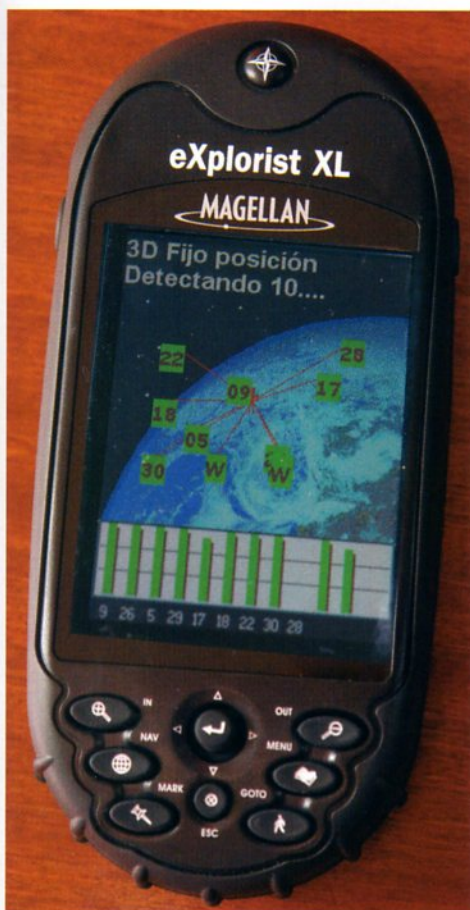 eXplorist XL
MAGELLAN
3D Fijo posición
Detectando 10....
22
28
09
17
18
05
30
W
W
9 26 5 29 17 18 22 30 28
IN
OUT
NAV
MENU
MARK
GOTO
ESC